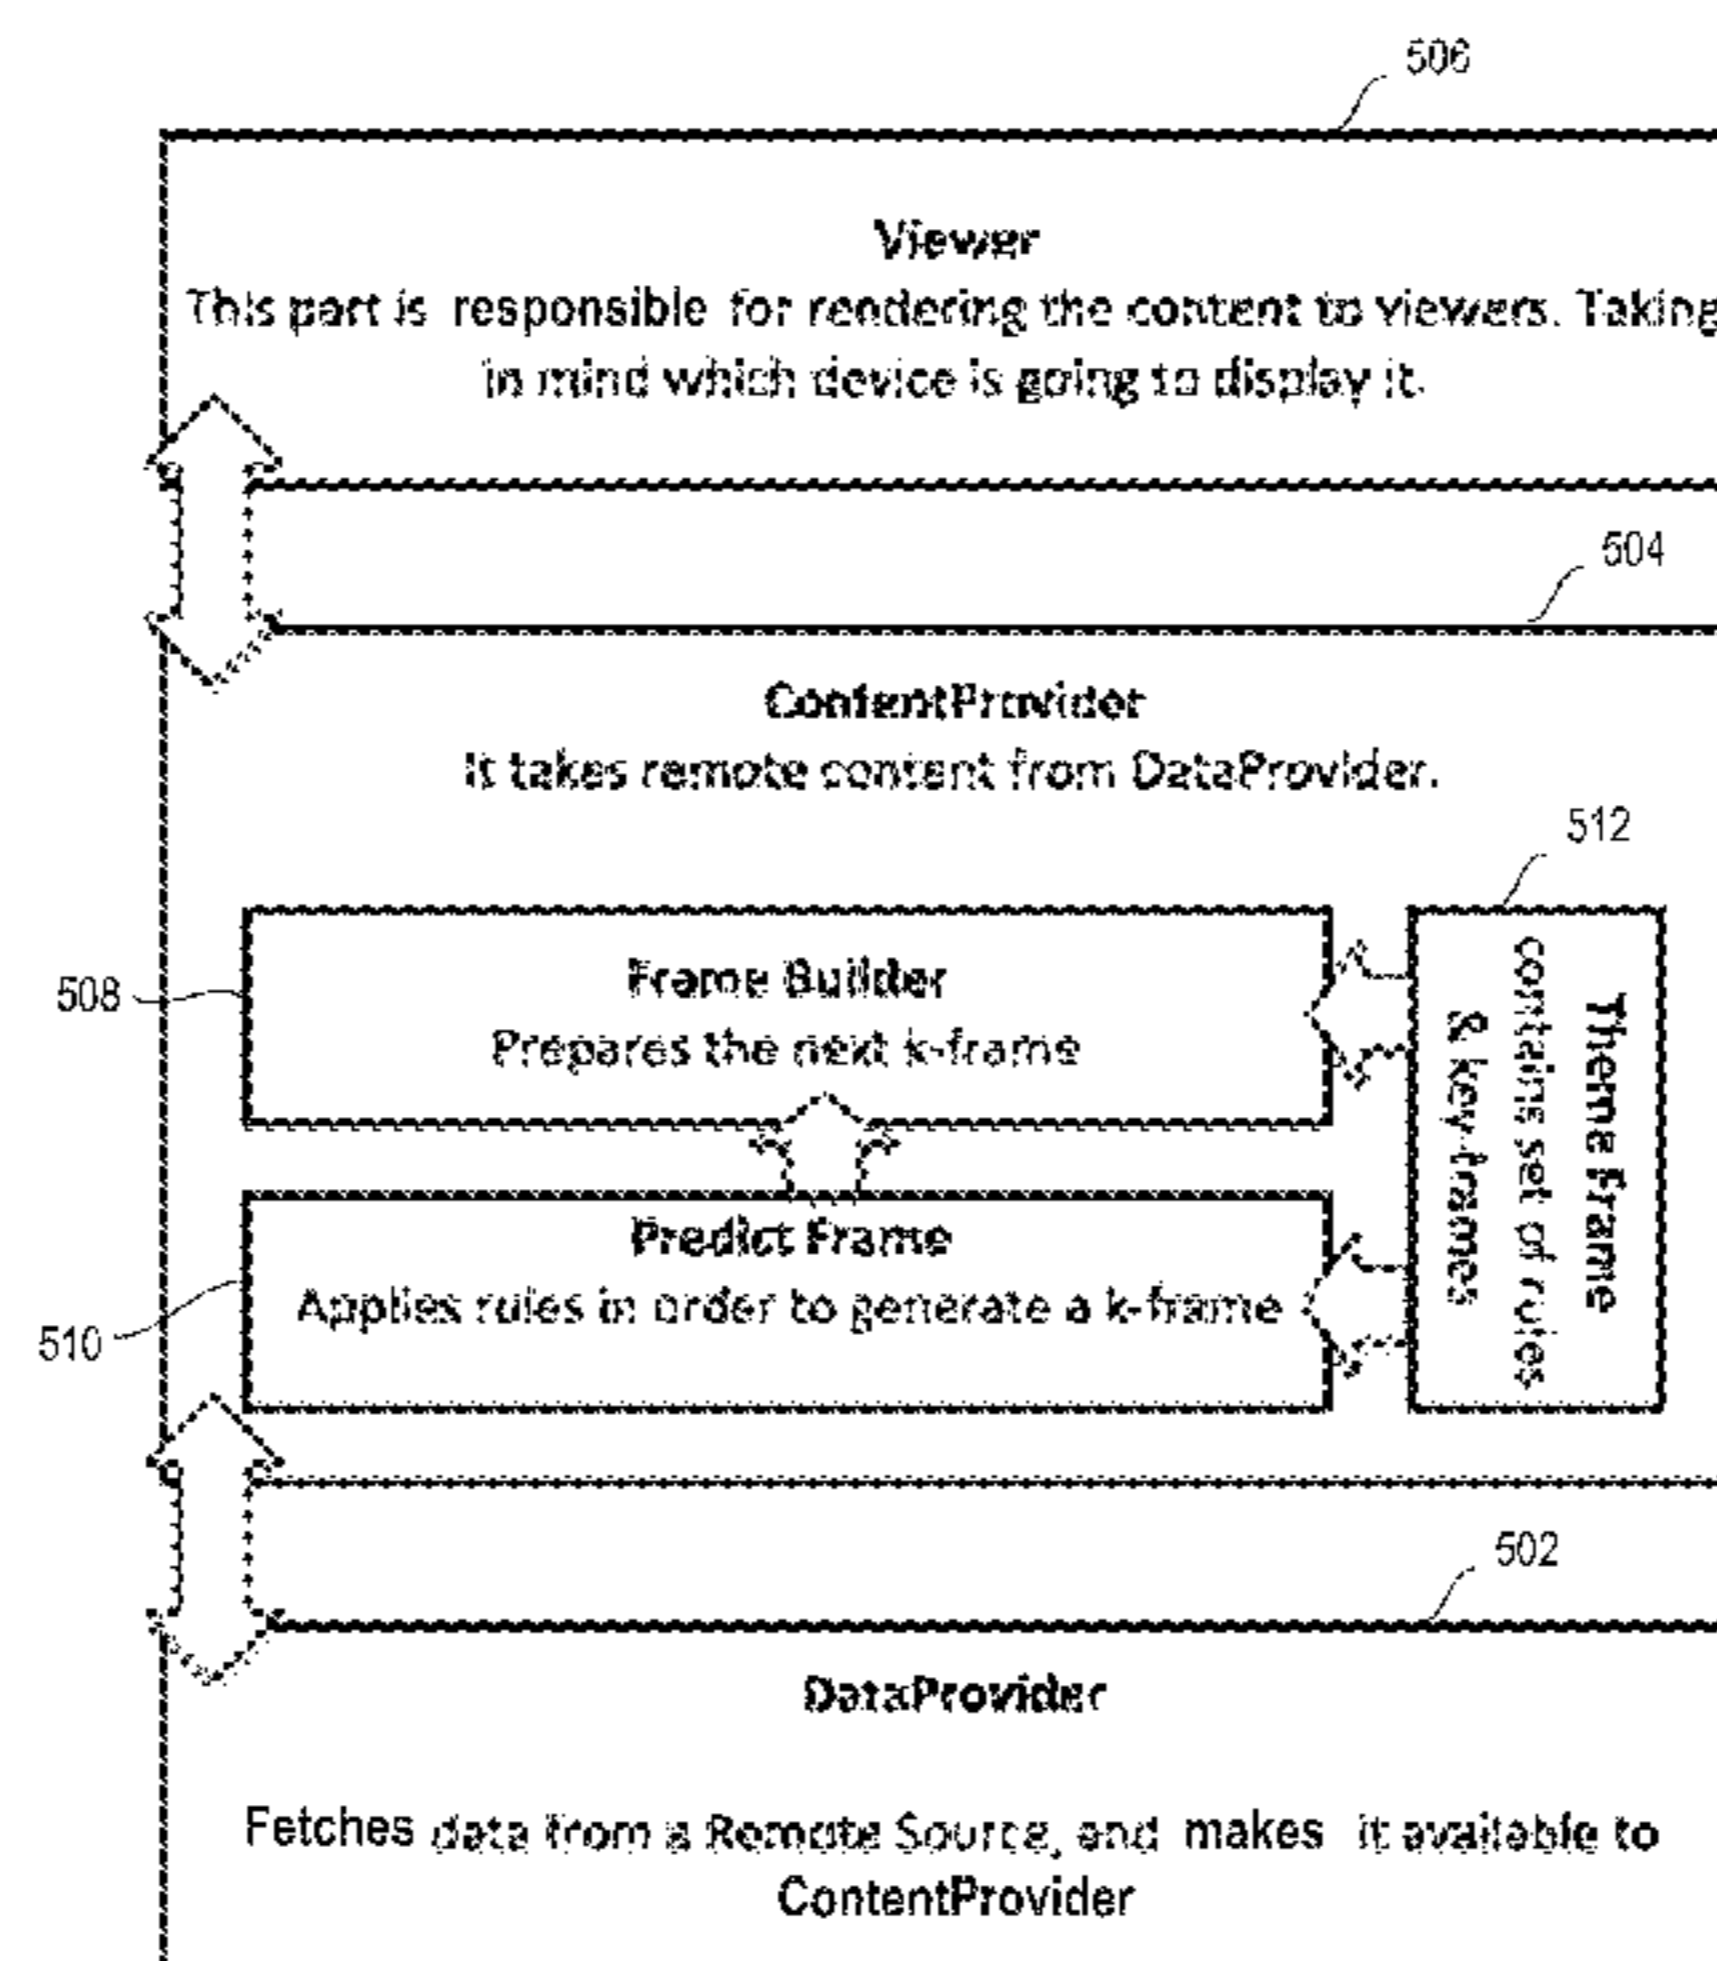 506
Viewer
This part is responsible for rendering the content to viewers. Taking
in mind which device is going to display it.
504
ContentProvider
It takes remote content from DataProvider.
512
508
Frame Builder
Prepares the next k-frame
Theme Frame
contains set of rules
& key-frames
510
Predict Frame
Applies rules in order to generate a k-frame
502
DataProvider
Fetches data from a Remote Source, and makes it available to
ContentProvider